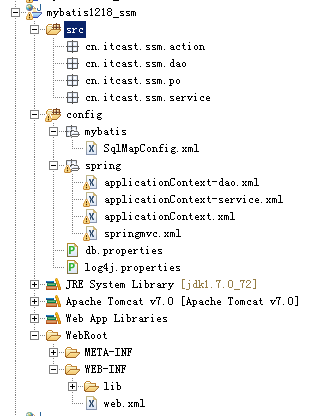 mybatis1218_ssm
src
cn.itcast.ssm.action
cn.itcast.ssm.dao
cn.itcast.ssm.po
cn.itcast.ssm.service
config
mybatis
SqlMapConfig.xml
spring
applicationContext-dao.xml
applicationContext-service.xml
applicationContext.xml
springmvc.xml
db.properties
log4j.properties
JRE System Library [jdk1.7.0_72]
Apache Tomcat v7.0 [Apache Tomcat v7.0]
Web App Libraries
WebRoot
META-INF
WEB-INF
lib
web.xml